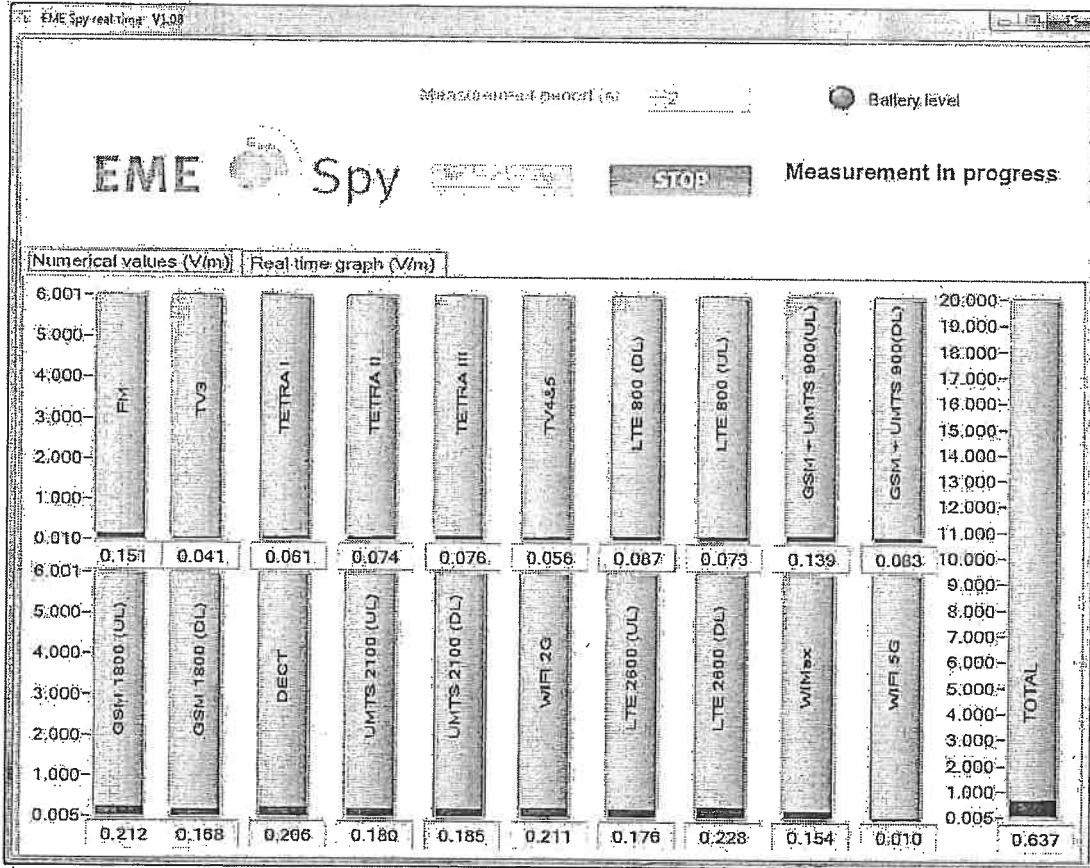 EME Spy real time V1.08
Measurement period (s) 2 Battery level
EME Spy STOP Measurement in progress
Numerical values (V/m) Real time graph (V/m)
6.001 5.000 4,000 3.000 2.000 1.000 0.010
FM
TV3
TETRA I
TETRA II
TETRA III
TV4&5
LTE 800 (DL)
LTE 800 (UL)
GSM + UMTS 900(UL)
GSM + UMTS 900(DL)
0.151 0.041 0.061 0.074 0.076 0.056 0.087 0.073 0.139 0.083
6.001 5.000 4,000 3.000 2.000 1,000 0.005
GSM 1800 (UL)
GSM 1800 (DL)
DECT
UMTS 2100 (UL)
UMTS 2100 (DL)
WIFI 2G
LTE 2600 (UL)
LTE 2600 (DL)
WIMax
WIFI 5G
0.212 0.168 0.180 0.185 0.211 0.176 0.228 0.154 0.010
20.000 19.000 18.000 17.000 16.000 15.000 14.000 13.000 12.000 11.000 10.000 9.000 8.000 7.000 6.000 5.000 4.000 3.000 2.000 1.000 0.005
TOTAL
0.637